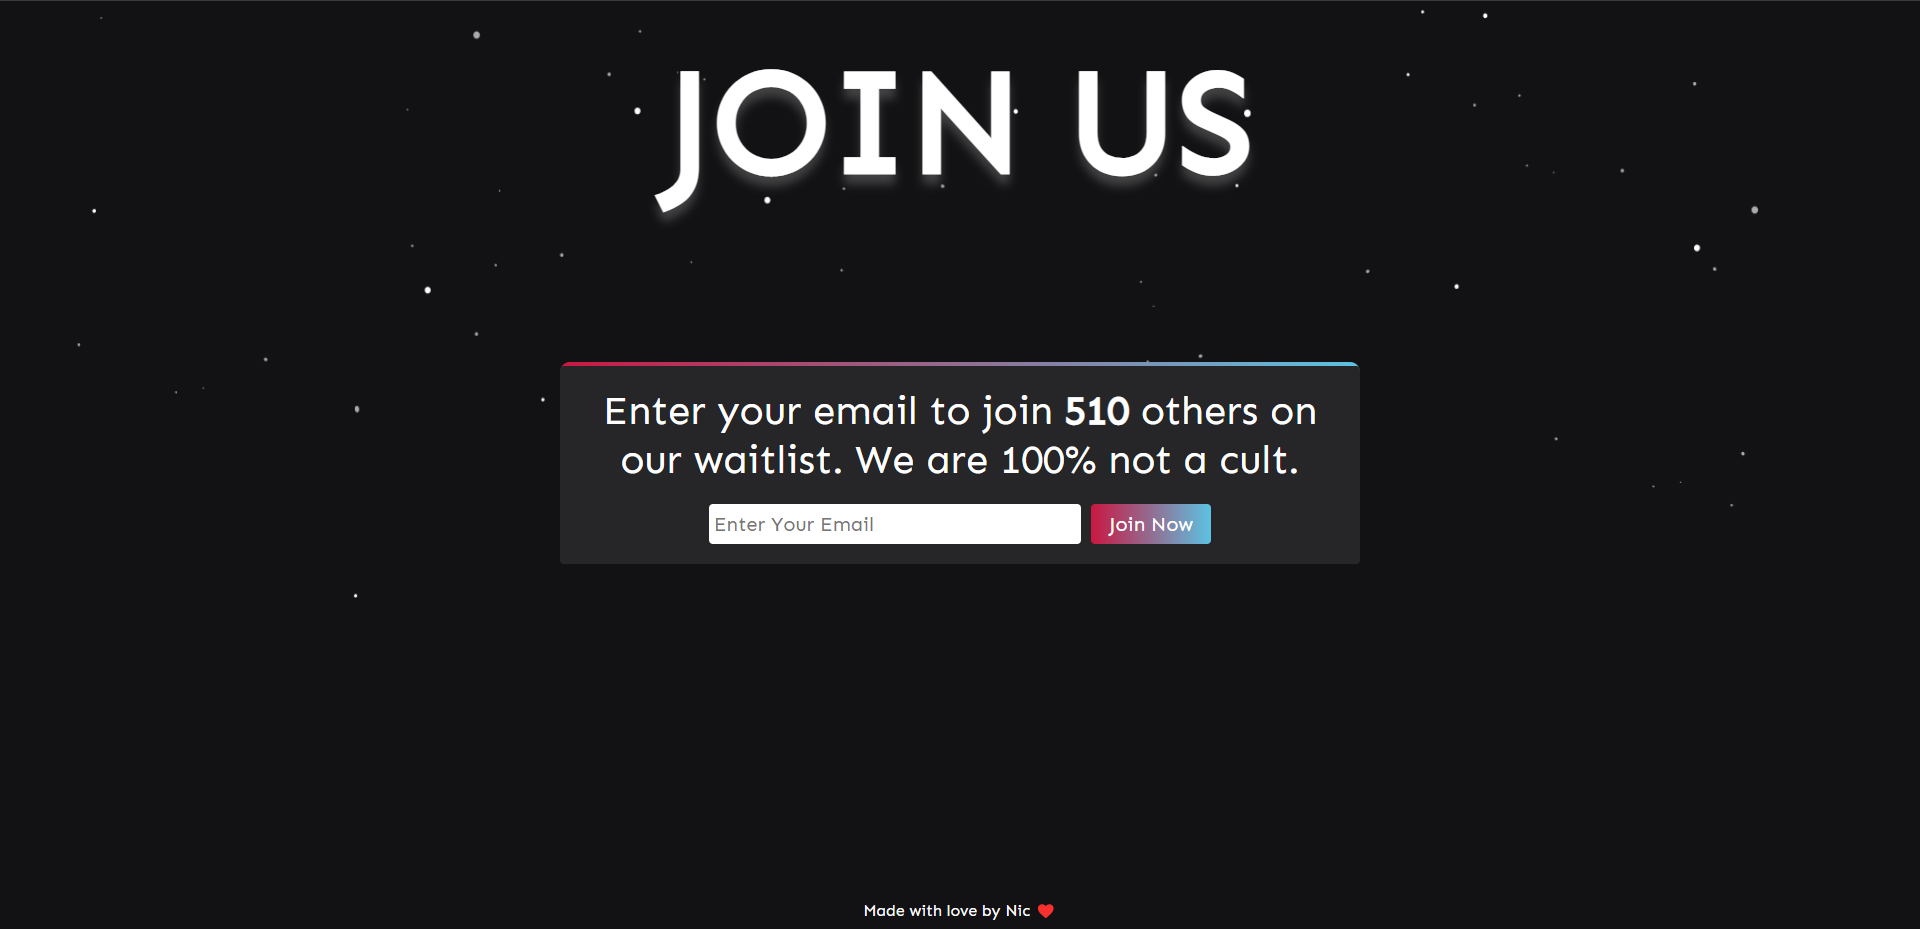 JOIN US
Enter your email to join 510 others on
our waitlist. We are 100% not a cult.
Enter Your Email
Join Now
Made with love by Nic ❤️